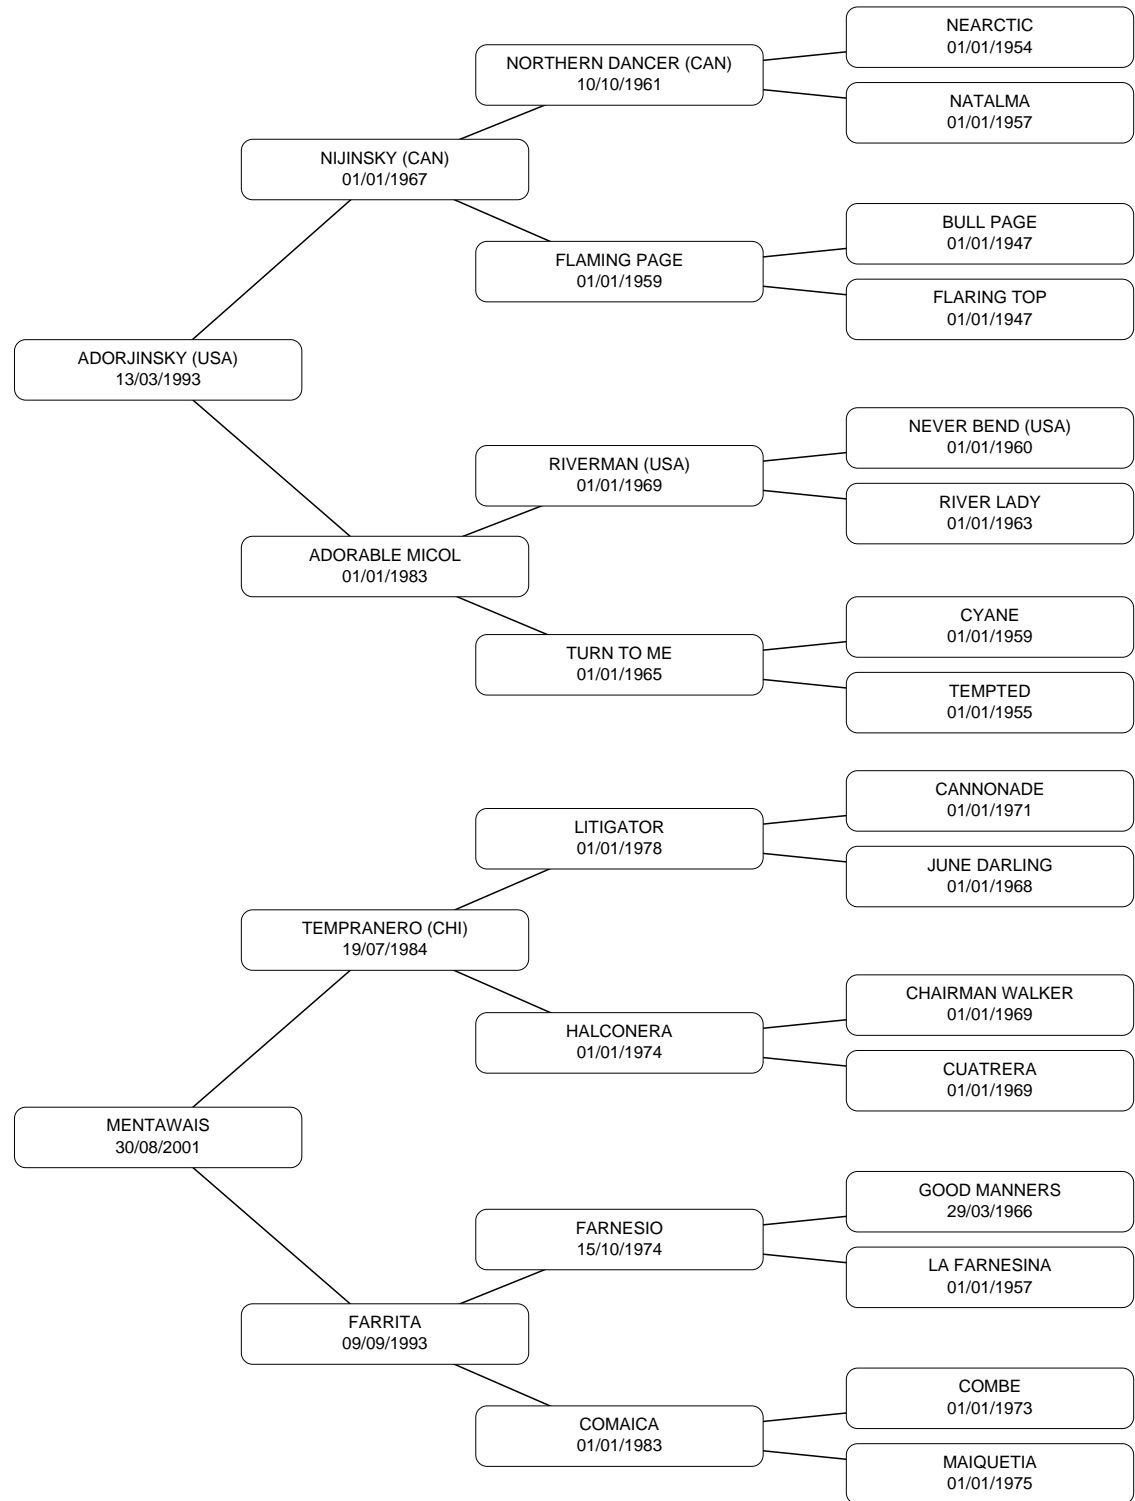 NEARCTIC
01/01/1954
NORTHERN DANCER (CAN)
10/10/1961
NATALMA
01/01/1957
NIJINSKY (CAN)
01/01/1967
BULL PAGE
01/01/1947
FLAMING PAGE
01/01/1959
FLARING TOP
01/01/1947
ADORJINSKY (USA)
13/03/1993
NEVER BEND (USA)
01/01/1960
RIVERMAN (USA)
01/01/1969
RIVER LADY
01/01/1963
ADORABLE MICOL
01/01/1983
CYANE
01/01/1959
TURN TO ME
01/01/1965
TEMPTED
01/01/1955
CANNONADE
01/01/1971
LITIGATOR
01/01/1978
JUNE DARLING
01/01/1968
TEMPRANERO (CHI)
19/07/1984
CHAIRMAN WALKER
01/01/1969
HALCONERA
01/01/1974
CUATRERA
01/01/1969
MENTAWAIS
30/08/2001
GOOD MANNERS
29/03/1966
FARNESIO
15/10/1974
LA FARNESINA
01/01/1957
FARRITA
09/09/1993
COMBE
01/01/1973
COMAICA
01/01/1983
MAIQUETIA
01/01/1975